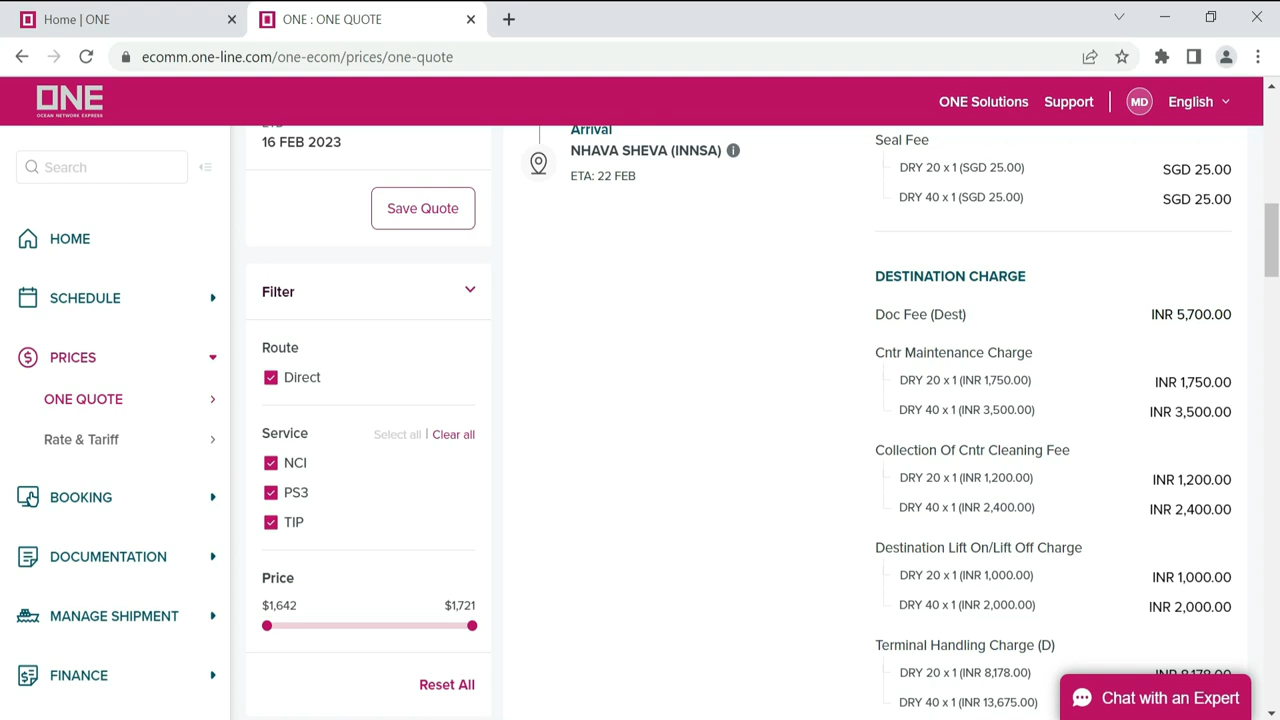 Home | ONE
ONE : ONE QUOTE
ecomm.one-line.com/one-ecom/prices/one-quote
ONE
OCEAN NETWORK EXPRESS
ONE Solutions
Support
MD
English
Search
HOME
SCHEDULE
PRICES
ONE QUOTE
Rate & Tariff
BOOKING
DOCUMENTATION
MANAGE SHIPMENT
FINANCE
16 FEB 2023
Save Quote
Filter
Route
Direct
Service
Select all | Clear all
NCI
PS3
TIP
Price
$1,642 $1,721
Reset All
Arrival
NHAVA SHEVA (INNSA)
ETA: 22 FEB
Seal Fee
DRY 20 x 1 (SGD 25.00) SGD 25.00
DRY 40 x 1 (SGD 25.00) SGD 25.00
DESTINATION CHARGE
Doc Fee (Dest) INR 5,700.00
Cntr Maintenance Charge
DRY 20 x 1 (INR 1,750.00) INR 1,750.00
DRY 40 x 1 (INR 3,500.00) INR 3,500.00
Collection Of Cntr Cleaning Fee
DRY 20 x 1 (INR 1,200.00) INR 1,200.00
DRY 40 x 1 (INR 2,400.00) INR 2,400.00
Destination Lift On/Lift Off Charge
DRY 20 x 1 (INR 1,000.00) INR 1,000.00
DRY 40 x 1 (INR 2,000.00) INR 2,000.00
Terminal Handling Charge (D)
DRY 20 x 1 (INR 8,178.00)
DRY 40 x 1 (INR 13,675.00)
Chat with an Expert